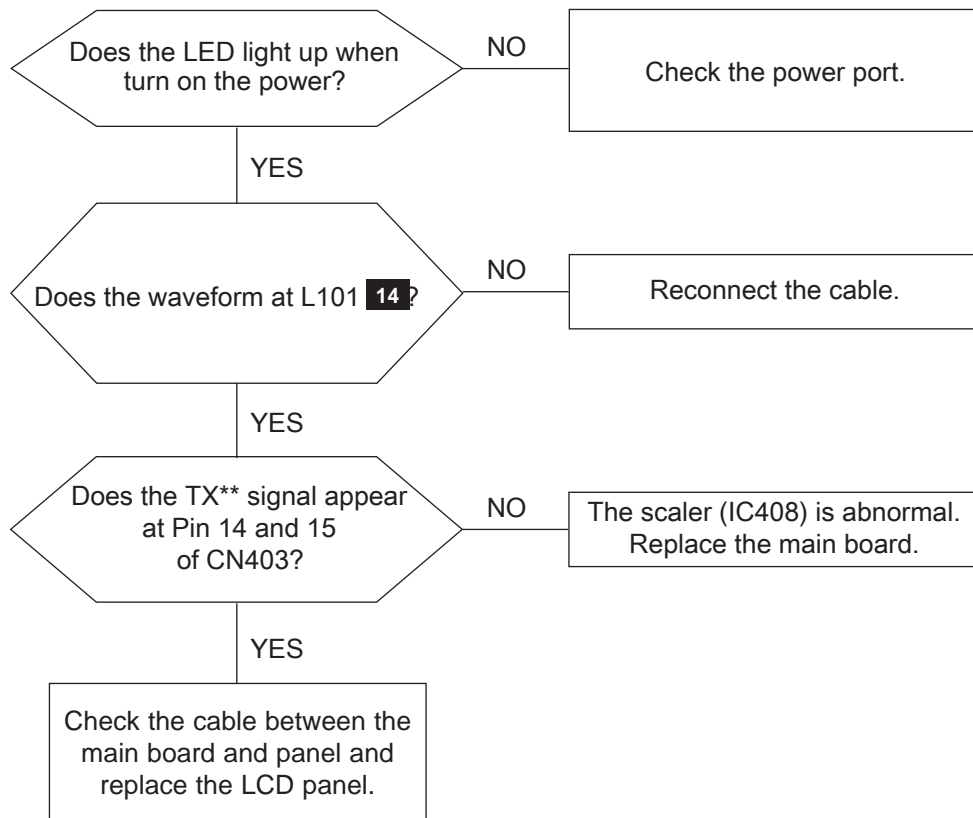 Does the LED light up when
turn on the power?
NO
Check the power port.
YES
Does the waveform at L101 14 ?
NO
Reconnect the cable.
YES
Does the TX** signal appear
at Pin 14 and 15
of CN403?
NO
The scaler (IC408) is abnormal.
Replace the main board.
YES
Check the cable between the
main board and panel and
replace the LCD panel.